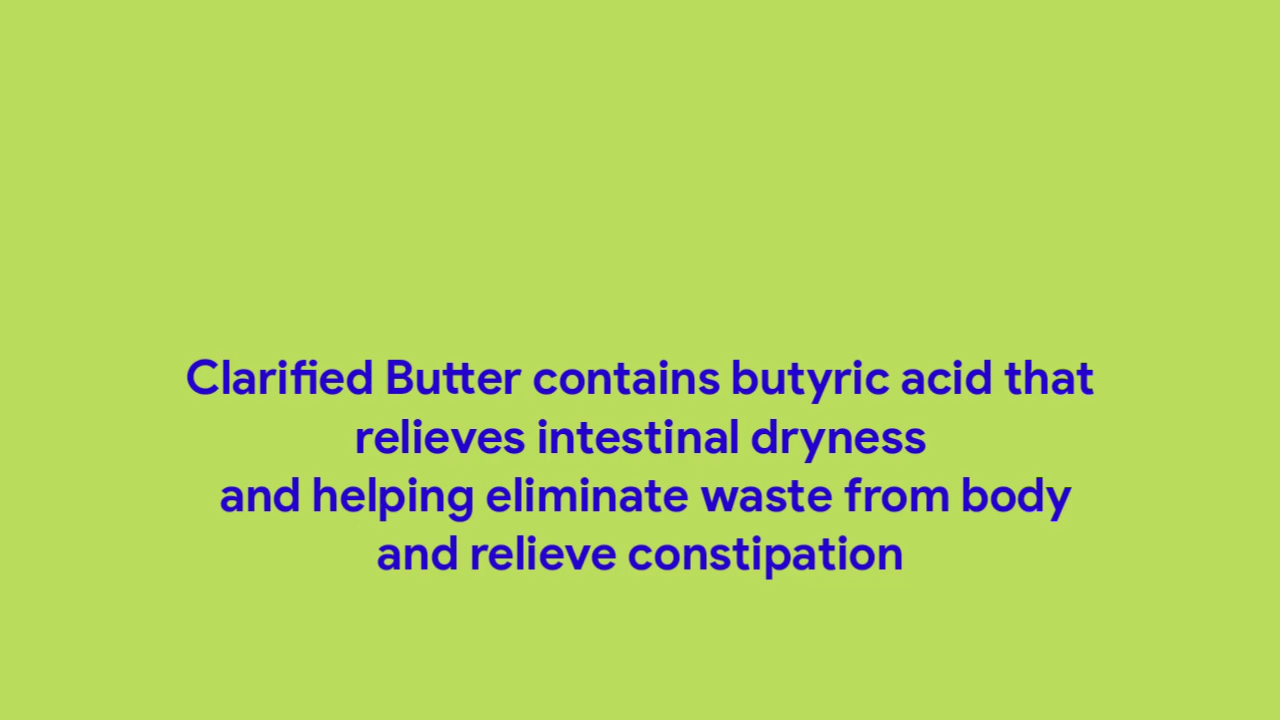 Clarified Butter contains butyric acid that
relieves intestinal dryness
and helping eliminate waste from body
and relieve constipation